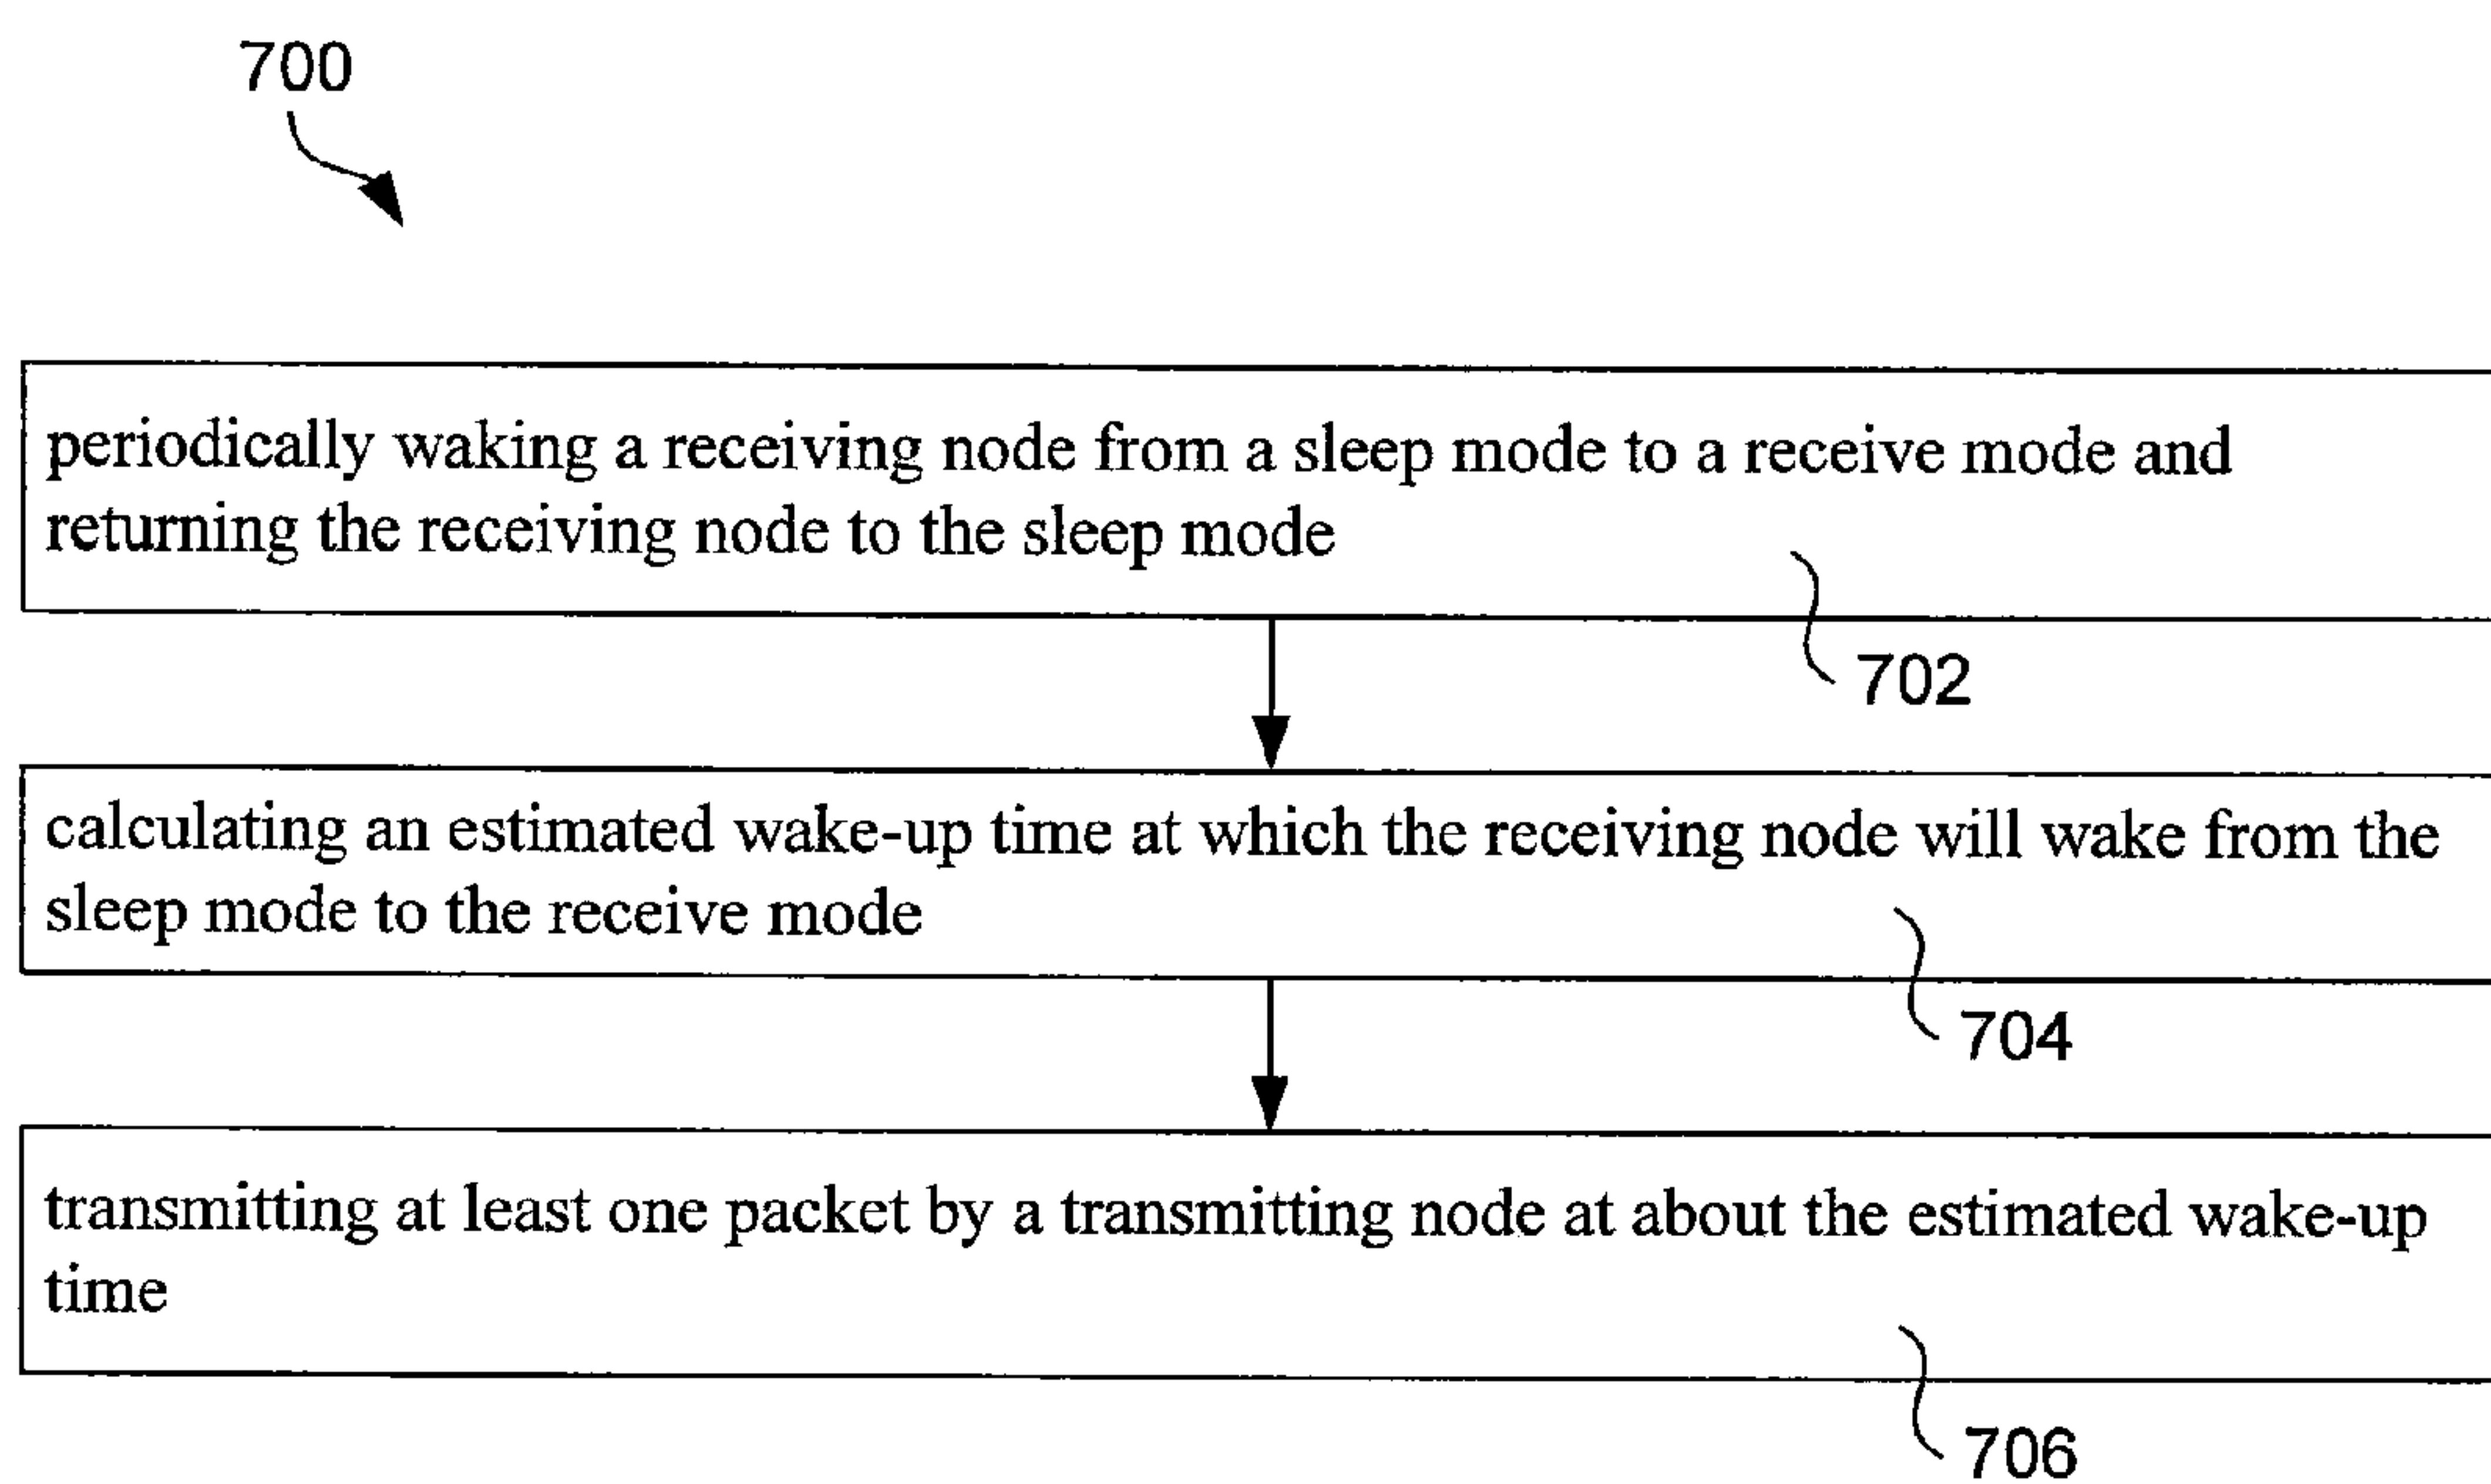 700
periodically waking a receiving node from a sleep mode to a receive mode and
returning the receiving node to the sleep mode
702
calculating an estimated wake-up time at which the receiving node will wake from the
sleep mode to the receive mode
704
transmitting at least one packet by a transmitting node at about the estimated wake-up
time
706